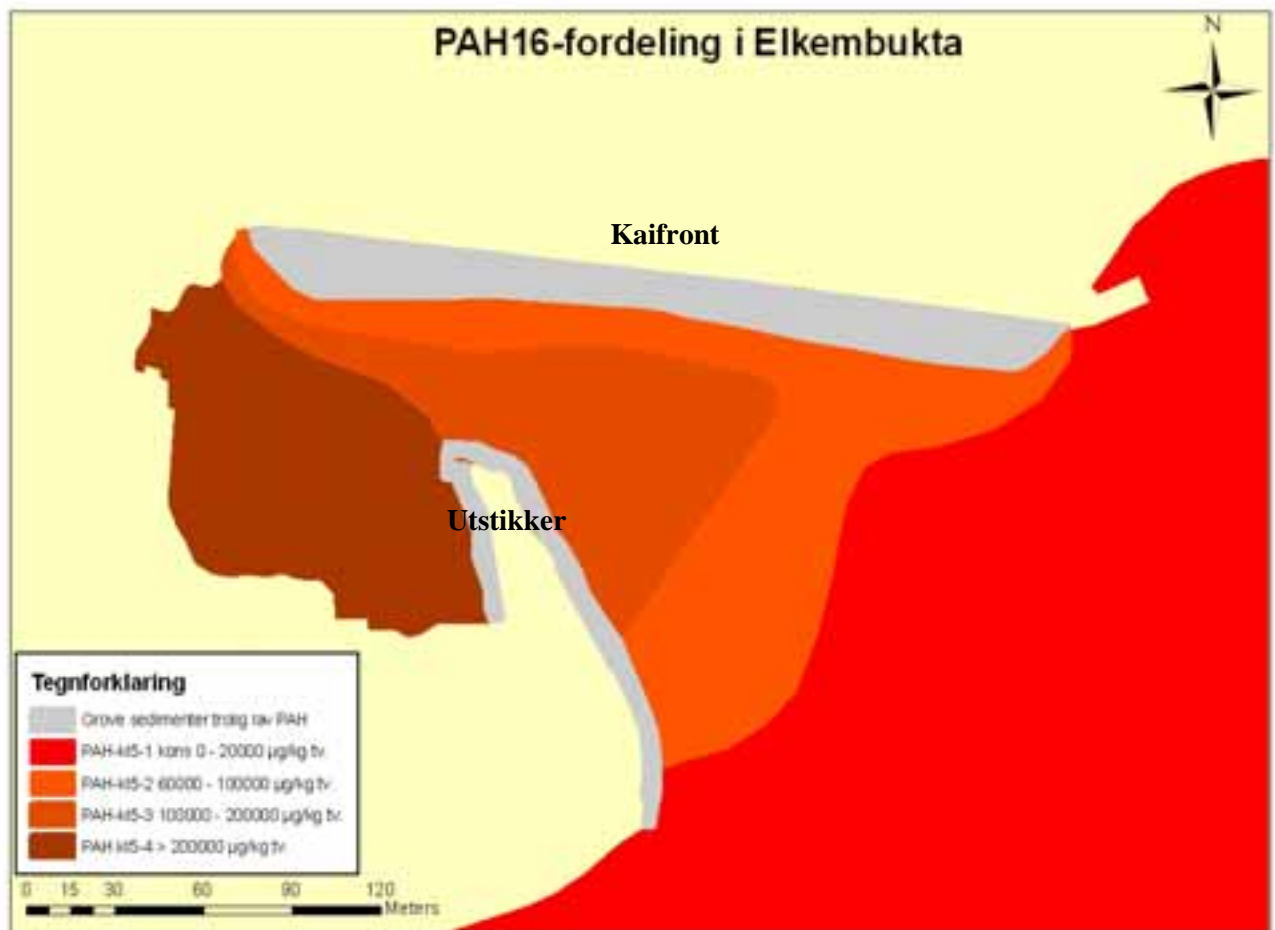 PAH16-fordeling i Elkembukta
N
Kaifront
Utstikker
Tegnforklaring
Grove sedimenter trolig lav PAH
PAH-kl5-1 kons 0 - 20000 µg/kg tv.
PAH-kl5-2 60000 - 100000 µg/kg tv.
PAH-kl5-3 100000 - 200000 µg/kg tv.
PAH kl5-4 > 200000 µg/kg tv.
0 15 30 60 90 120
Meters